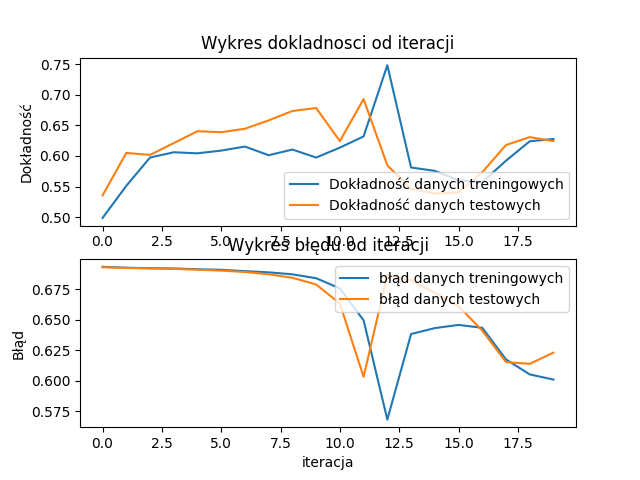 Wykres dokladnosci od iteracji
Dokładność
0.75
0.70
0.65
0.60
0.55
0.50
Dokładność danych treningowych
Dokładność danych testowych
0.0 2.5 5.0 7.5 10.0 12.5 15.0 17.5
Wykres błędu od iteracji
Błąd
0.675
0.650
0.625
0.600
0.575
błąd danych treningowych
błąd danych testowych
0.0 2.5 5.0 7.5 10.0 12.5 15.0 17.5
iteracja